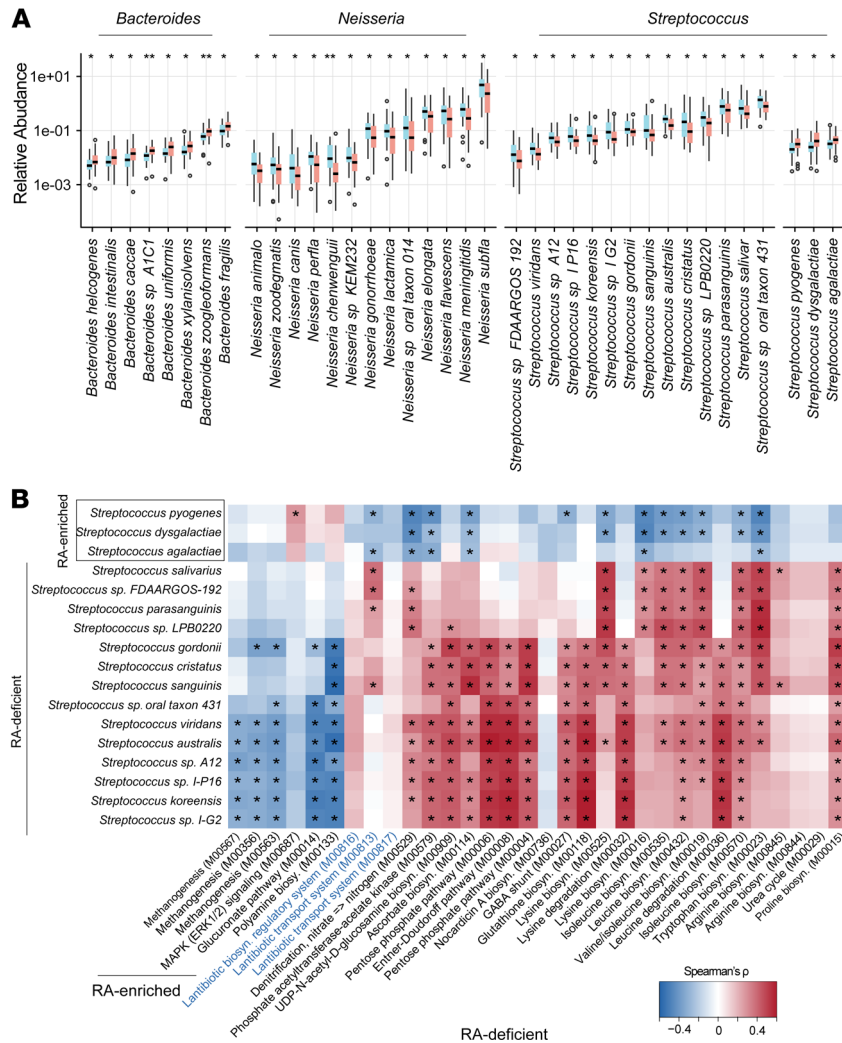 A
Bacteroides
Neisseria
Streptococcus
* * * ** * * ** *
* * * * ** * * * * * * * *
* * * * * * * * * * * * * *
* * *
Relative Abudance
1e+01
1e−01
1e−03
Bacteroides helcogenes
Bacteroides intestinalis
Bacteroides caccae
Bacteroides sp A1C1
Bacteroides uniformis
Bacteroides xylanisolvens
Bacteroides zoogleoformans
Bacteroides fragilis
Neisseria animalo
Neisseria zoodegmatis
Neisseria canis
Neisseria perfla
Neisseria chenwenguii
Neisseria sp KEM232
Neisseria gonorrhoeae
Neisseria lactamica
Neisseria sp oral taxon 014
Neisseria elongata
Neisseria flavescens
Neisseria meningitidis
Neisseria subfla
Streptococcus sp FDAARGOS 192
Streptococcus viridans
Streptococcus sp A12
Streptococcus sp I P16
Streptococcus koreensis
Streptococcus sp I G2
Streptococcus gordonii
Streptococcus sanguinis
Streptococcus australis
Streptococcus cristatus
Streptococcus sp LPB0220
Streptococcus parasanguinis
Streptococcus salivar
Streptococcus sp oral taxon 431
Streptococcus pyogenes
Streptococcus dysgalactiae
Streptococcus agalactiae
B
RA-enriched
Streptococcus pyogenes
Streptococcus dysgalactiae
Streptococcus agalactiae
RA-deficient
Streptococcus salivarius
Streptococcus sp. FDAARGOS-192
Streptococcus parasanguinis
Streptococcus sp. LPB0220
Streptococcus gordonii
Streptococcus cristatus
Streptococcus sanguinis
Streptococcus sp. oral taxon 431
Streptococcus viridans
Streptococcus australis
Streptococcus sp. A12
Streptococcus sp. I-P16
Streptococcus koreensis
Streptococcus sp. I-G2
Methanogenesis (M00567)
Methanogenesis (M00356)
Methanogenesis (M00563)
MAPK (ERK1/2) signaling (M00687)
Glucuronate pathway (M00014)
Polyamine biosy. (M00133)
Lantibiotic biosyn. regulatory system (M00816)
Lantibiotic transport system (M00813)
Lantibiotic transport system (M00817)
Denitrification, nitrate => nitrogen (M00529)
Phosphate acetyltransferase-acetate kinase (M00579)
UDP-N-acetyl-D-glucosamine biosyn. (M00909)
Ascorbate biosyn. (M00114)
Pentose phosphate pathway (M00006)
Entner-Doudoroff pathway (M00008)
Pentose phosphate pathway (M00004)
Nocardicin A biosyn. (M00736)
GABA shunt (M00027)
Glutathione biosyn. (M00118)
Lysine biosyn. (M00525)
Lysine degradation (M00032)
Lysine biosyn. (M00016)
Isoleucine biosyn. (M00535)
Leucine biosyn. (M00432)
Valine/isoleucine biosyn. (M00019)
Leucine degradation (M00036)
Isoleucine biosyn. (M00570)
Tryptophan biosyn. (M00023)
Arginine biosyn. (M00845)
Arginine biosyn. (M00844)
Urea cycle (M00029)
Proline biosyn. (M00015)
RA-enriched
RA-deficient
Spearman's ρ
−0.4 0 0.4